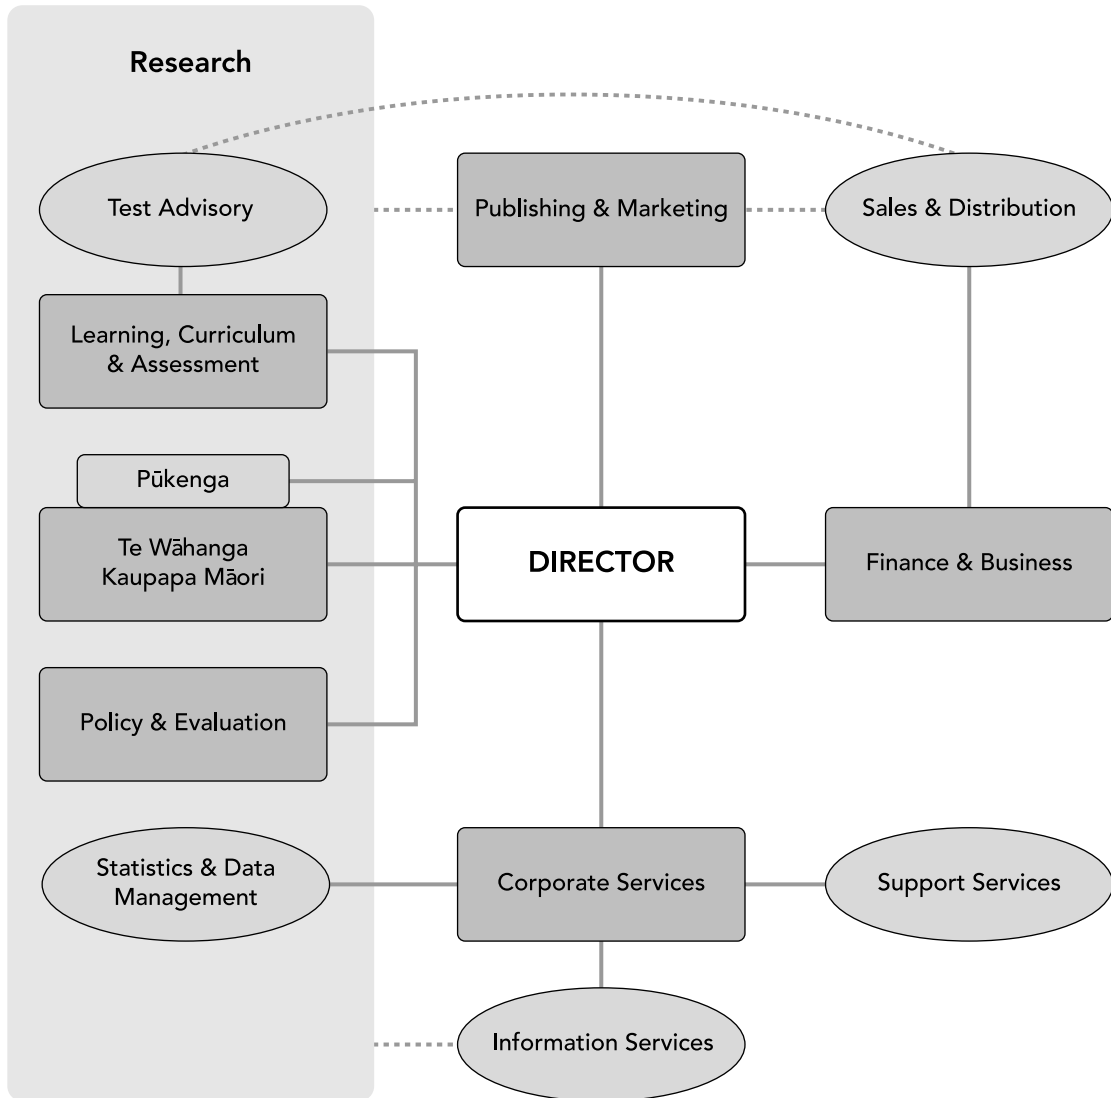 Research
Test Advisory
Publishing & Marketing
Sales & Distribution
Learning, Curriculum
& Assessment
Pūkenga
Te Wāhanga
Kaupapa Māori
DIRECTOR
Finance & Business
Policy & Evaluation
Statistics & Data
Management
Corporate Services
Support Services
Information Services